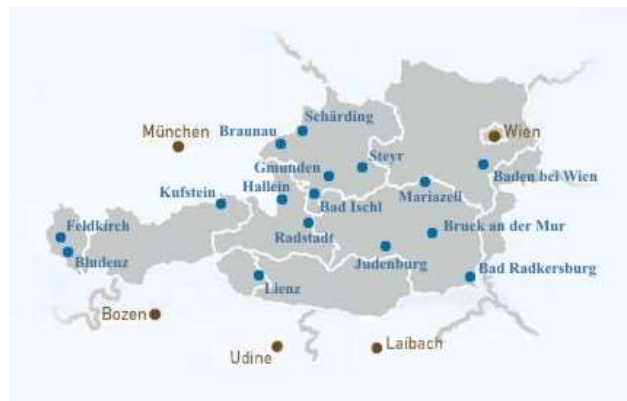 Schärding
München
Braunau
Wien
Steyr
Gmunden
Baden bei Wien
Kufstein
Hallein
Bad Ischl
Mariazell
Feldkirch
Radstadt
Bruck an der Mur
Bludenz
Judenburg
Bad Radkersburg
Lienz
Bozen
Udine
Laibach